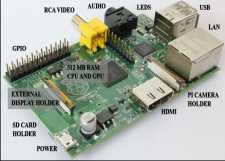 RCA VIDEO
AUDIO
LEDS
USB
LAN
GPIO
512 MB RAM
CPU AND GPU
EXTERNAL
DISPLAY HOLDER
SD CARD
HOLDER
POWER
HDMI
PI CAMERA
HOLDER